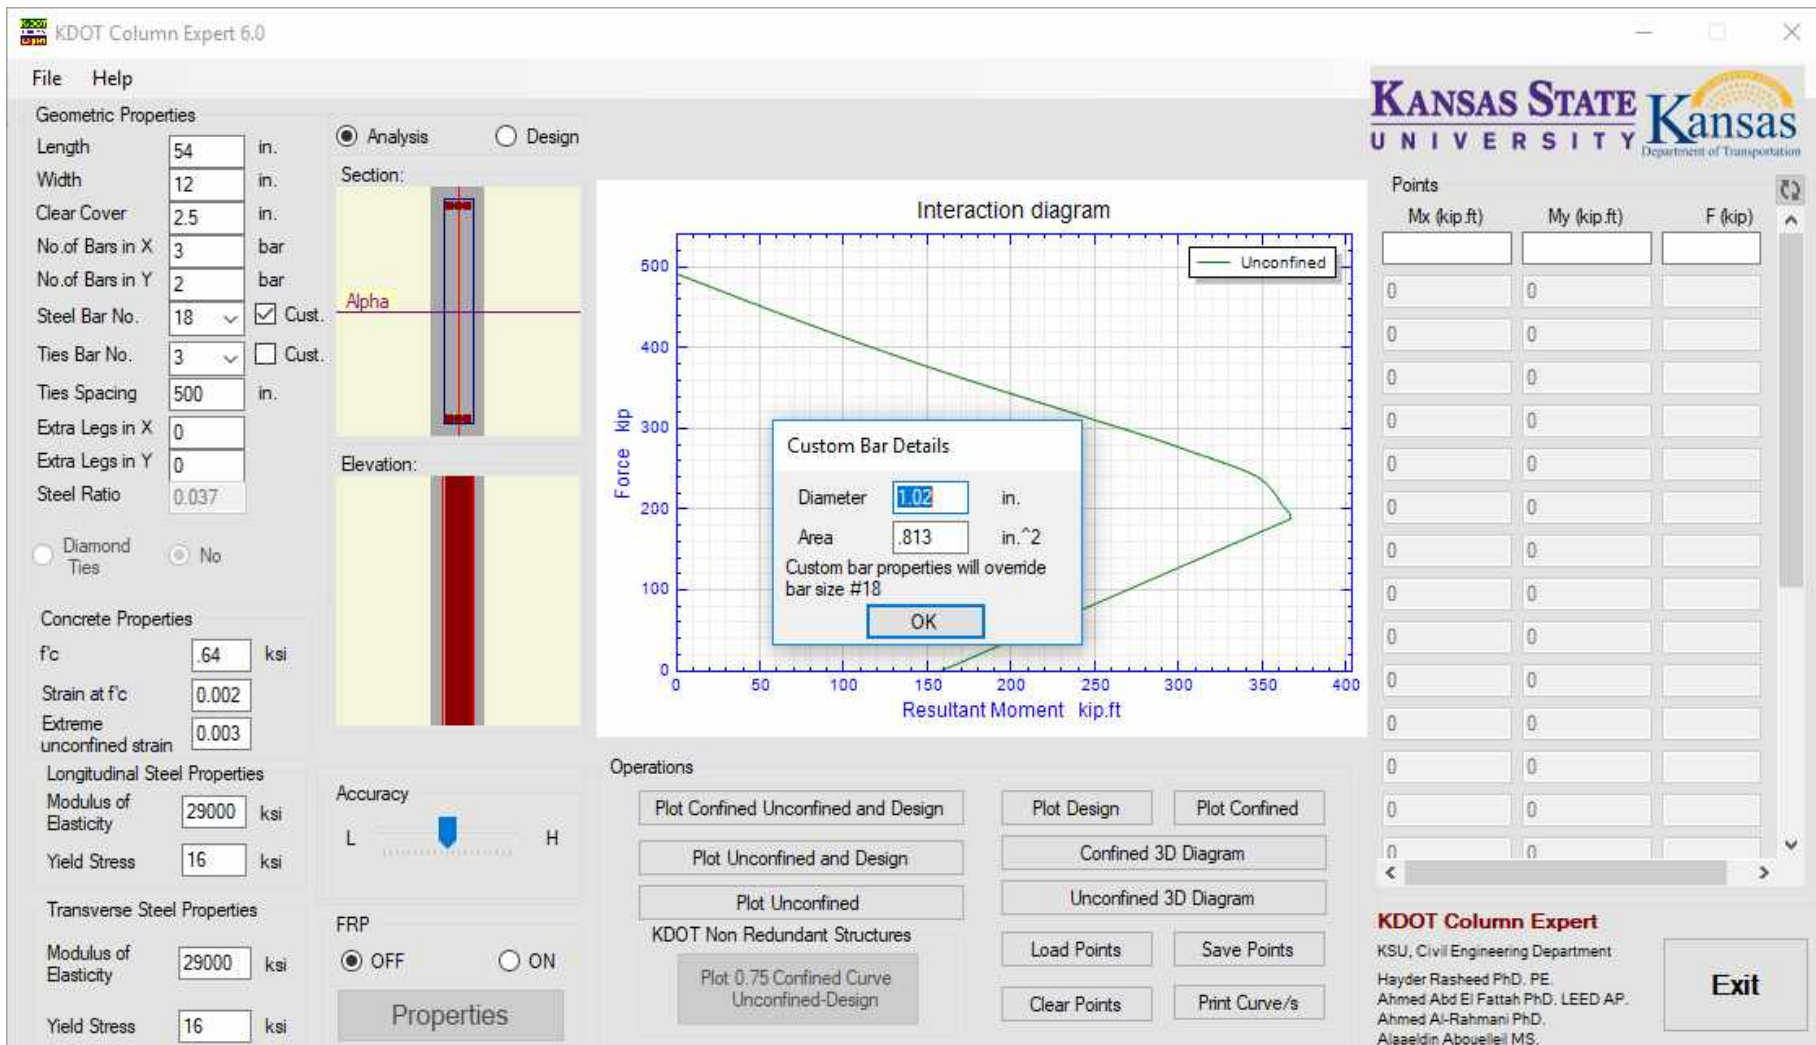 KDOT Column Expert 6.0
File Help
KANSAS STATE
UNIVERSITY
Kansas
Department of Transportation
Geometric Properties
Length 54 in.
Width 12 in.
Clear Cover 2.5 in.
No.of Bars in X 3 bar
No.of Bars in Y 2 bar
Steel Bar No. 18 Cust.
Ties Bar No. 3 Cust.
Ties Spacing 500 in.
Extra Legs in X 0
Extra Legs in Y 0
Steel Ratio 0.037
Diamond
Ties
No
Concrete Properties
f'c .64 ksi
Strain at f'c 0.002
Extreme
unconfined strain 0.003
Longitudinal Steel Properties
Modulus of
Elasticity 29000 ksi
Yield Stress 16 ksi
Transverse Steel Properties
Modulus of
Elasticity 29000 ksi
Yield Stress 16 ksi
Analysis Design
Section:
Alpha
Elevation:
Accuracy
L H
FRP
OFF ON
Properties
Interaction diagram
Unconfined
500
400
300
200
100
0
Force kip
0 50 100 150 200 250 300 350 400
Resultant Moment kip.ft
Custom Bar Details
Diameter 1.02 in.
Area .813 in.^2
Custom bar properties will override
bar size #18
OK
Operations
Plot Confined Unconfined and Design
Plot Unconfined and Design
Plot Unconfined
KDOT Non Redundant Structures
Plot 0.75 Confined Curve
Unconfined-Design
Plot Design Plot Confined
Confined 3D Diagram
Unconfined 3D Diagram
Load Points Save Points
Clear Points Print Curve/s
Points
Mx (kip.ft) My (kip.ft) F (kip)
0 0
0 0
0 0
0 0
0 0
0 0
0 0
0 0
0 0
0 0
0 0
0 0
0 0
0 0
KDOT Column Expert
KSU, Civil Engineering Department
Hayder Rasheed PhD. PE.
Ahmed Abd El Fattah PhD. LEED AP.
Ahmed Al-Rahmani PhD.
Alaaeldin Abouelleil MS.
Exit